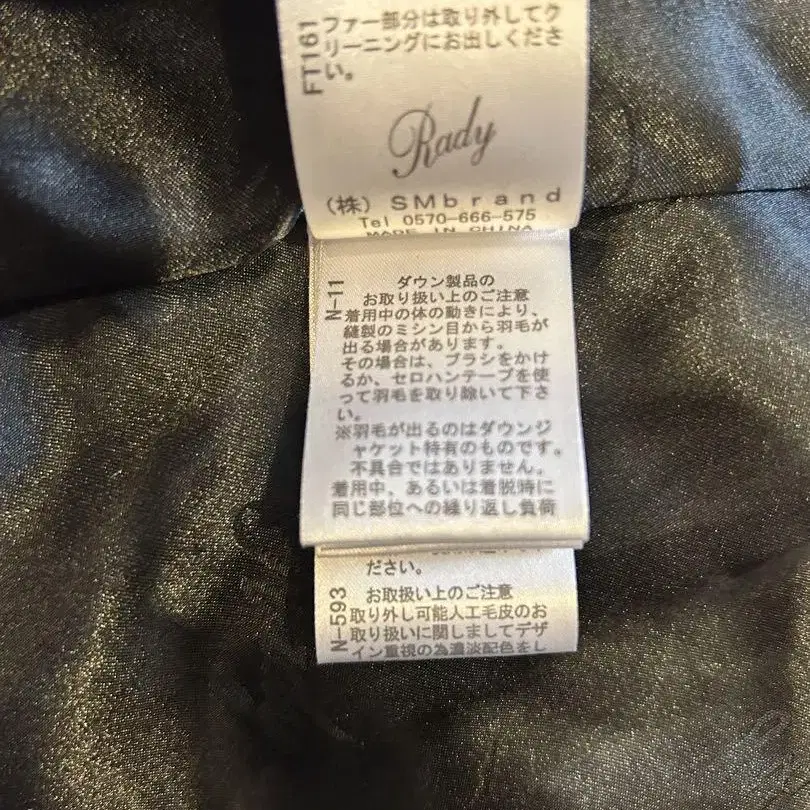 FT161
ファー部分は取り外してク
リーニングにお出しくださ
い。
Rady
(株) SMbrand
Tel 0570-666-575
MADE IN CHINA
N-11
ダウン製品の
お取り扱い上のご注意
着用中の体の動きにより、
縫製のミシン目から羽毛が
出る場合があります。
その場合は、ブラシをかけ
るか、セロハンテープを使
って羽毛を取り除いて下さ
い。
※羽毛が出るのはダウンジ
ャケット特有のものです。
不具合ではありません。
着用中、あるいは着脱時に
同じ部位への繰り返し負荷
ださい。
N-593
お取扱い上のご注意
取り外し可能人工毛皮のお
取り扱いに関しましてデザ
イン重視の為濃淡配色をし